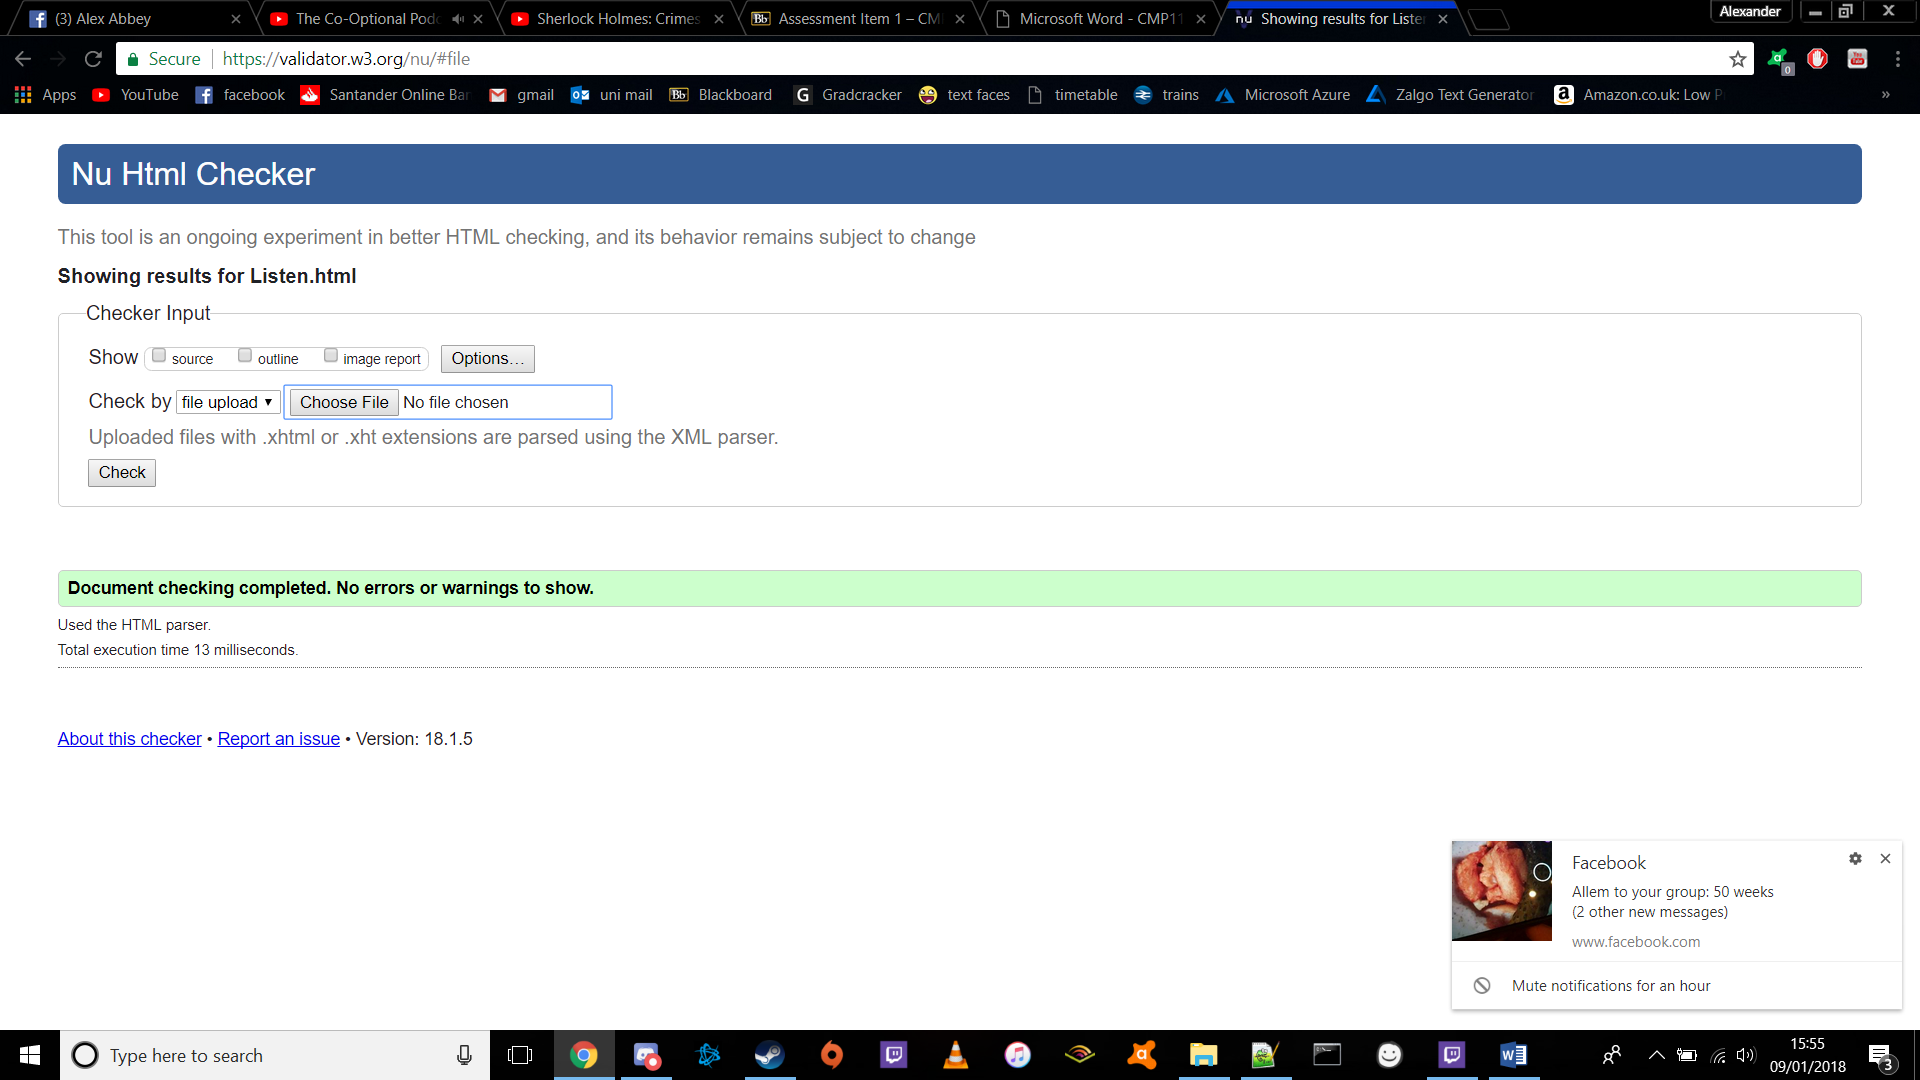 (3) Alex Abbey
The Co-Optional Podc
Sherlock Holmes: Crimes
Bb Assessment Item 1 – CM
Microsoft Word - CMP11
nu Showing results for Listen
Alexander
Secure
https://validator.w3.org/nu/#file
0
Apps YouTube facebook Santander Online Ban gmail uni mail Bb Blackboard G Gradcracker text faces timetable trains Microsoft Azure Zalgo Text Generator a Amazon.co.uk: Low P »
Nu Html Checker
This tool is an ongoing experiment in better HTML checking, and its behavior remains subject to change
Showing results for Listen.html
Checker Input
Show source outline image report Options…
Check by file upload Choose File No file chosen
Uploaded files with .xhtml or .xht extensions are parsed using the XML parser.
Check
Document checking completed. No errors or warnings to show.
Used the HTML parser.
Total execution time 13 milliseconds.
About this checker • Report an issue • Version: 18.1.5
Facebook
Allem to your group: 50 weeks
(2 other new messages)
www.facebook.com
Mute notifications for an hour
Type here to search
15:55
09/01/2018
3